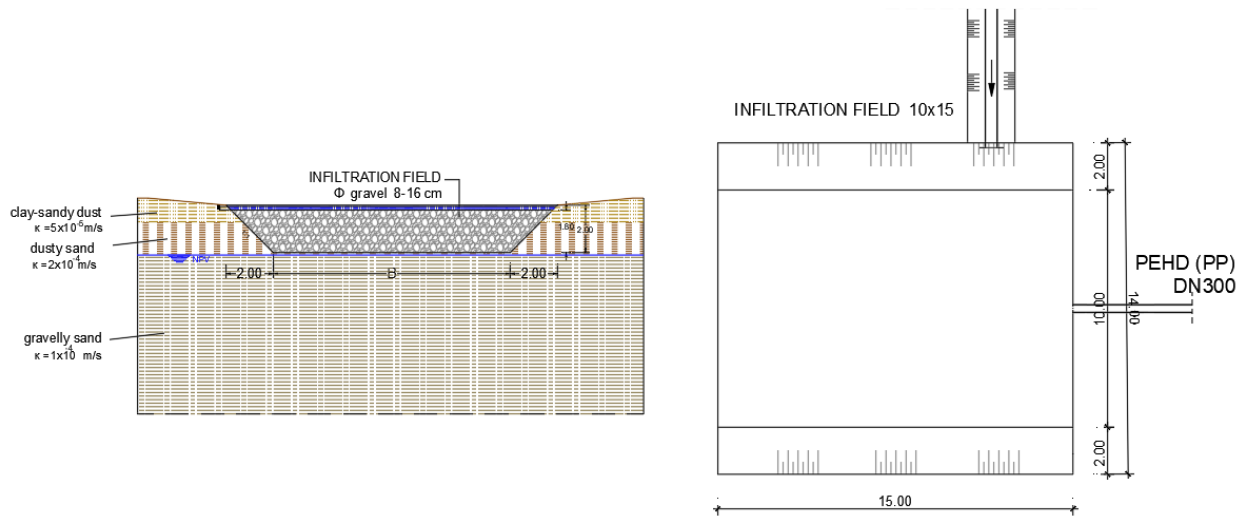 INFILTRATION FIELD
Φ gravel 8-16 cm
clay-sandy dust
κ =5x10⁻⁶m/s
dusty sand
κ =2x10⁻⁴m/s
1.60
2.00
NPV
2.00
B
2.00
gravelly sand
κ =1x10⁻⁴ m/s
INFILTRATION FIELD 10x15
2.00
PEHD (PP)
DN300
10.00
14.00
2.00
15.00